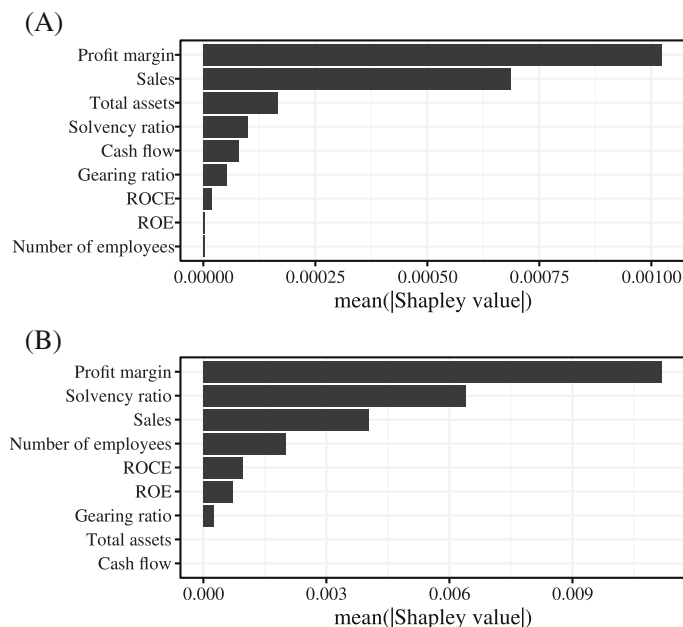 (A)
Profit margin
Sales
Total assets
Solvency ratio
Cash flow
Gearing ratio
ROCE
ROE
Number of employees
0.00000 0.00025 0.00050 0.00075 0.00100
mean(|Shapley value|)
(B)
Profit margin
Solvency ratio
Sales
Number of employees
ROCE
ROE
Gearing ratio
Total assets
Cash flow
0.000 0.003 0.006 0.009
mean(|Shapley value|)